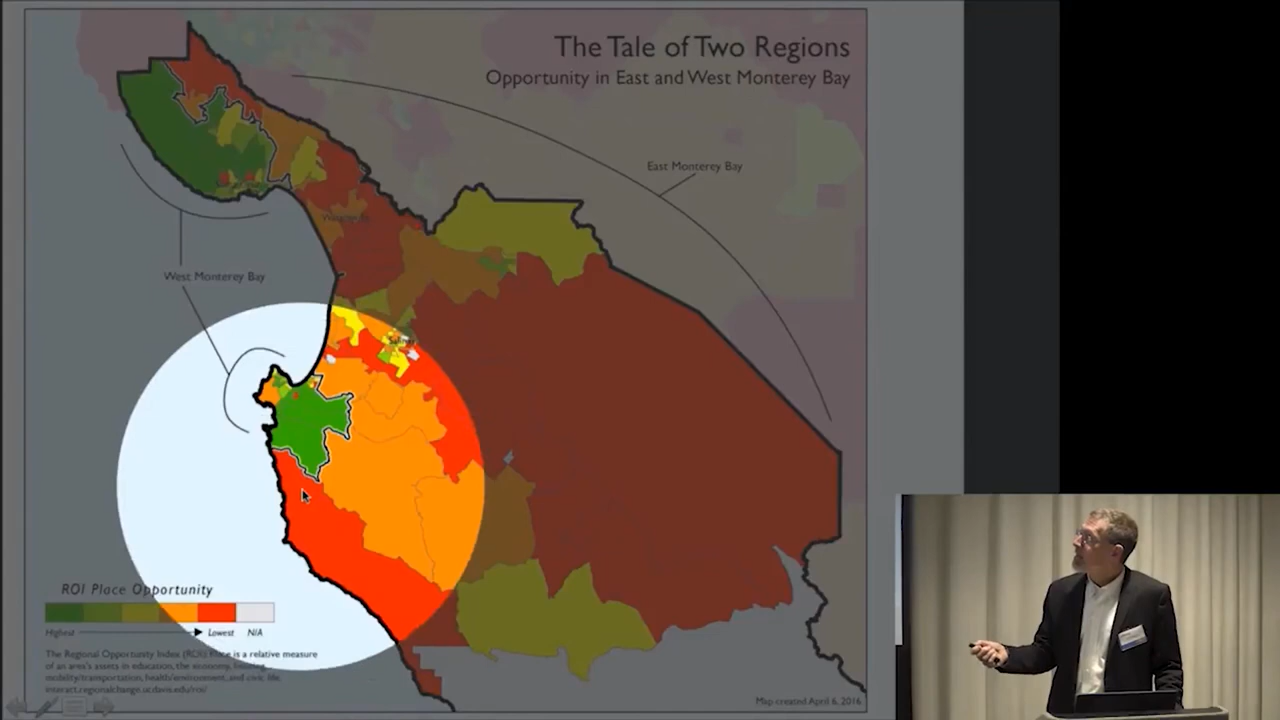 The Tale of Two Regions
Opportunity in East and West Monterey Bay
East Monterey Bay
West Monterey Bay
Salinas
ROI Place Opportunity
Highest
Lowest
N/A
The Regional Opportunity Index (ROI): Place is a relative measure
of an area's assets in education, the economy, housing,
mobility/transportation, health/environment, and civic life.
interact.regionalchange.ucdavis.edu/roi/
Map created April 6, 2016